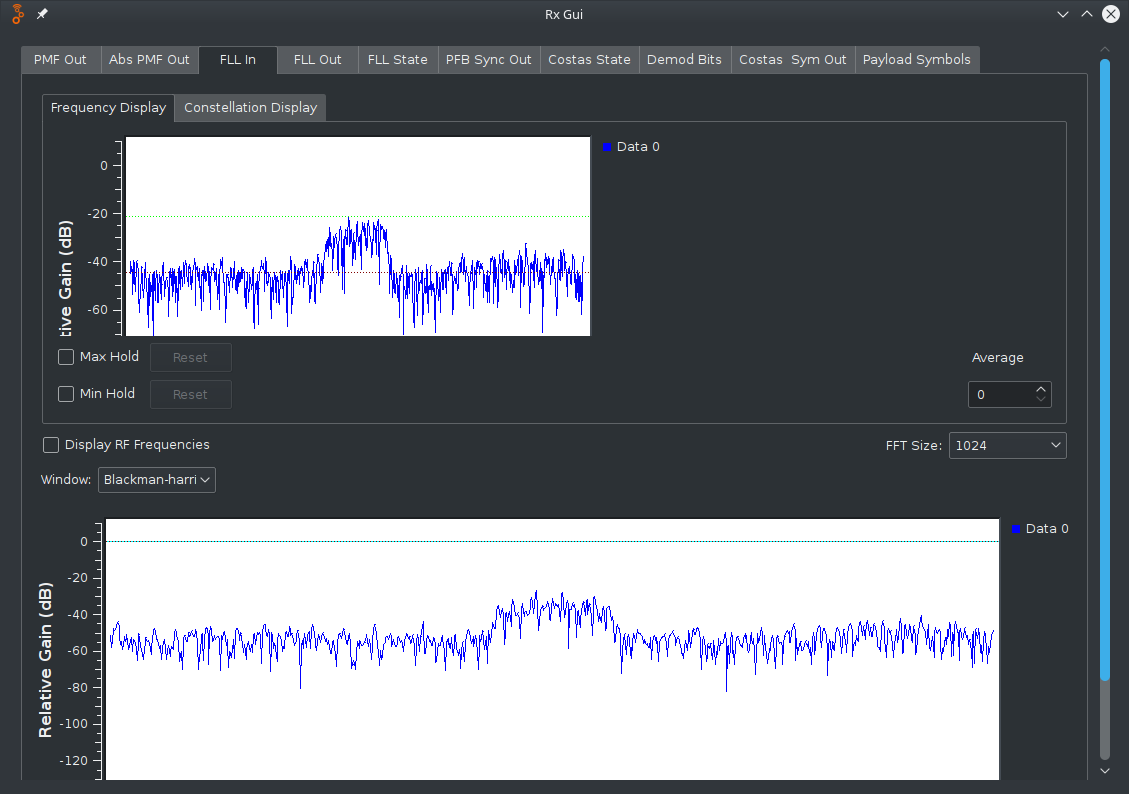 Rx Gui
PMF Out Abs PMF Out FLL In FLL Out FLL State PFB Sync Out Costas State Demod Bits Costas Sym Out Payload Symbols
Frequency Display Constellation Display
Data 0
0
-20
-40
-60
tive Gain (dB)
Max Hold Reset
Average
Min Hold Reset
0
Display RF Frequencies
FFT Size: 1024
Window: Blackman-harri
Data 0
0
-20
-40
-60
-80
-100
-120
Relative Gain (dB)